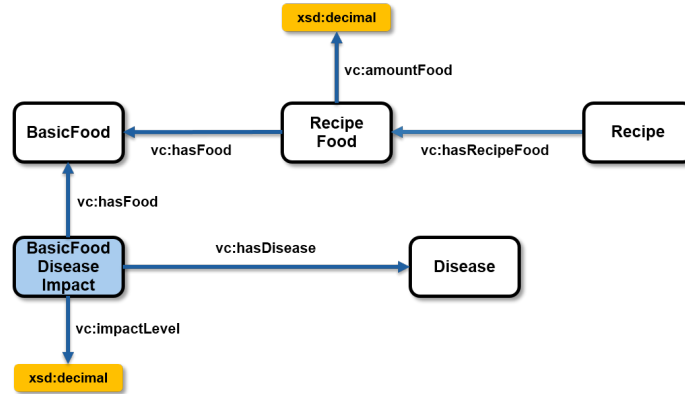 xsd:decimal
vc:amountFood
BasicFood
Recipe
Food
Recipe
vc:hasFood
vc:hasRecipeFood
vc:hasFood
BasicFood
Disease
Impact
vc:hasDisease
Disease
vc:impactLevel
xsd:decimal